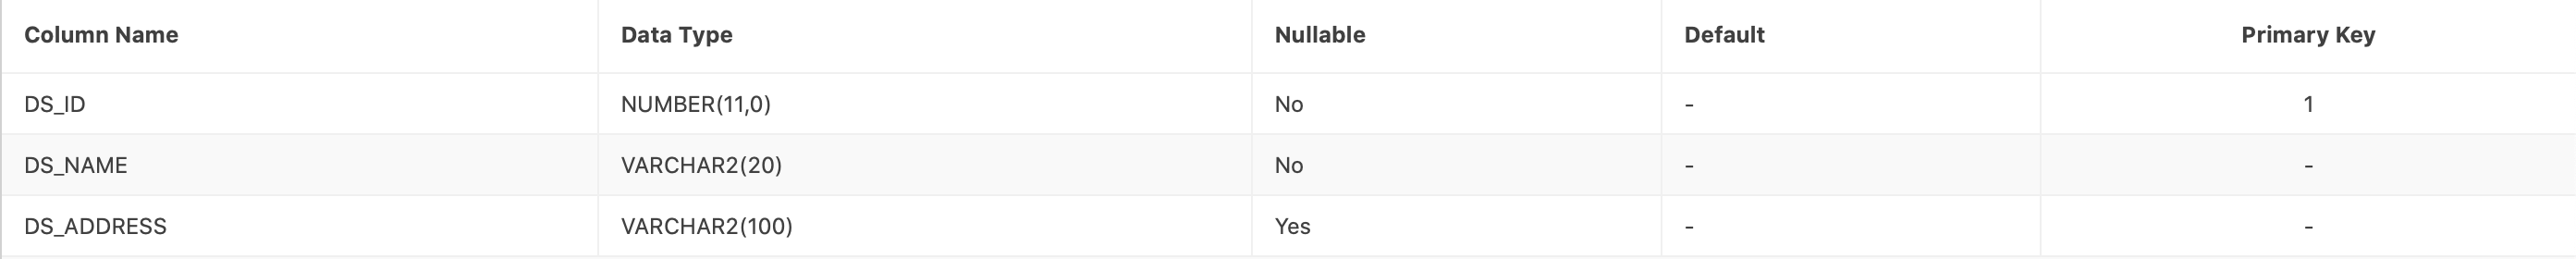 Column Name Data Type Nullable Default Primary Key
DS_ID NUMBER(11,0) No - 1
DS_NAME VARCHAR2(20) No - -
DS_ADDRESS VARCHAR2(100) Yes - -